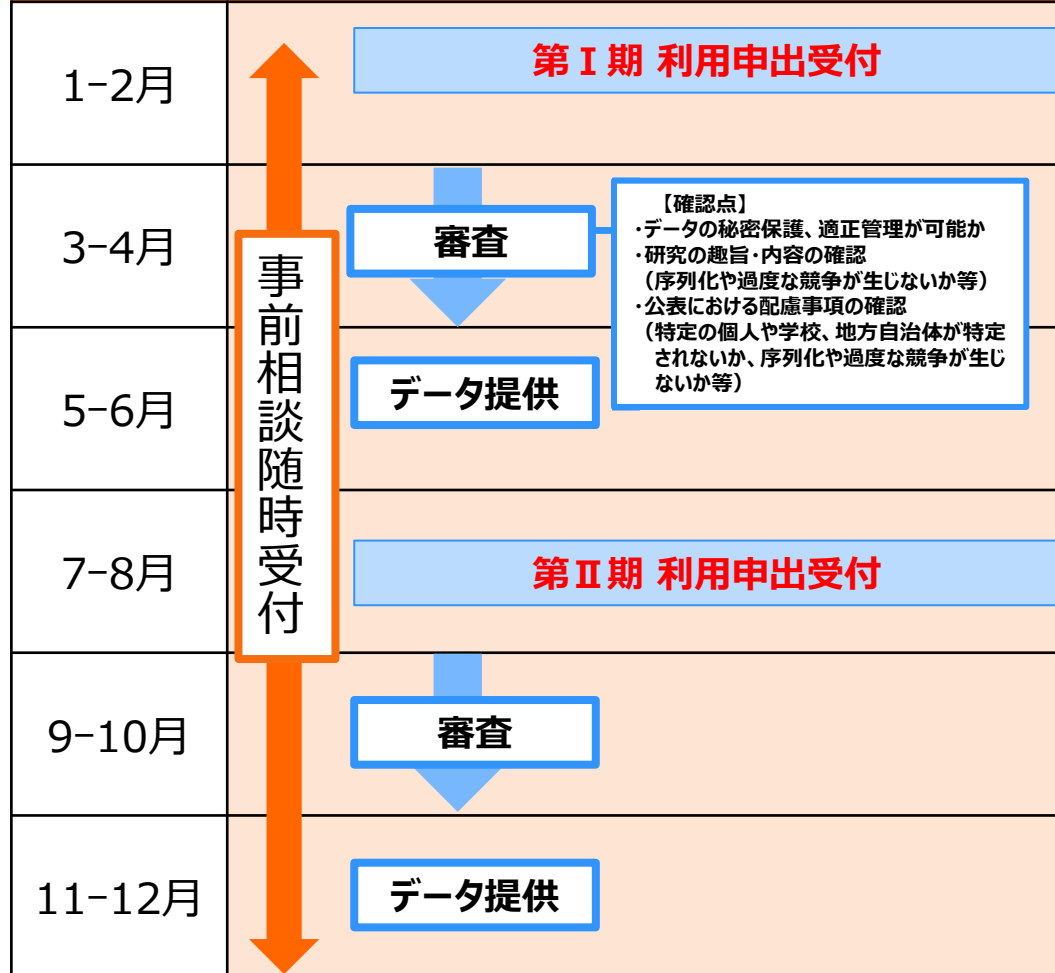 1-2月
第Ⅰ期 利用申出受付
3-4月
審査
【確認点】
・データの秘密保護、適正管理が可能か
・研究の趣旨・内容の確認
（序列化や過度な競争が生じないか等）
・公表における配慮事項の確認
（特定の個人や学校、地方自治体が特定
されないか、序列化や過度な競争が生じ
ないか等）
事前相談随時受付
5-6月
データ提供
7-8月
第Ⅱ期 利用申出受付
9-10月
審査
11-12月
データ提供